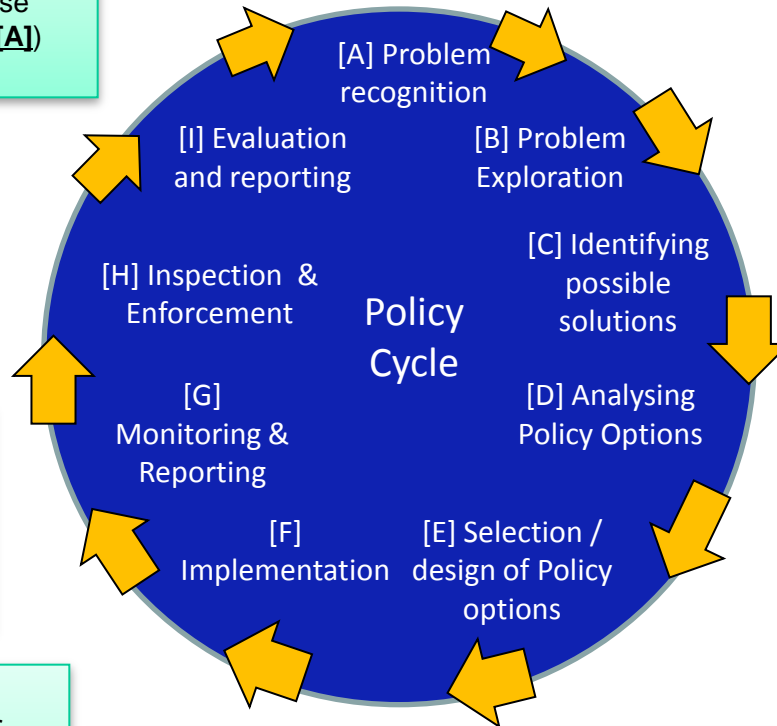 se
[A])
[A] Problem
recognition
[B] Problem
Exploration
[C] Identifying
possible
solutions
[D] Analysing
Policy Options
[E] Selection /
design of Policy
options
[F]
Implementation
[G]
Monitoring &
Reporting
[H] Inspection &
Enforcement
[I] Evaluation
and reporting
Policy
Cycle